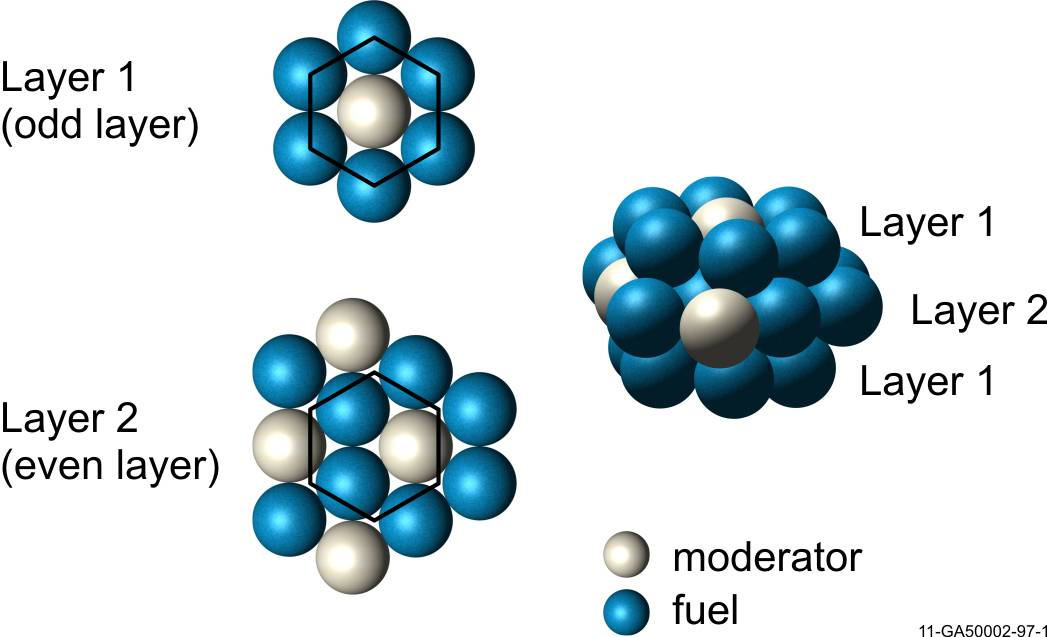 Layer 1
(odd layer)
Layer 1
Layer 2
Layer 1
Layer 2
(even layer)
moderator
fuel
11-GA50002-97-1